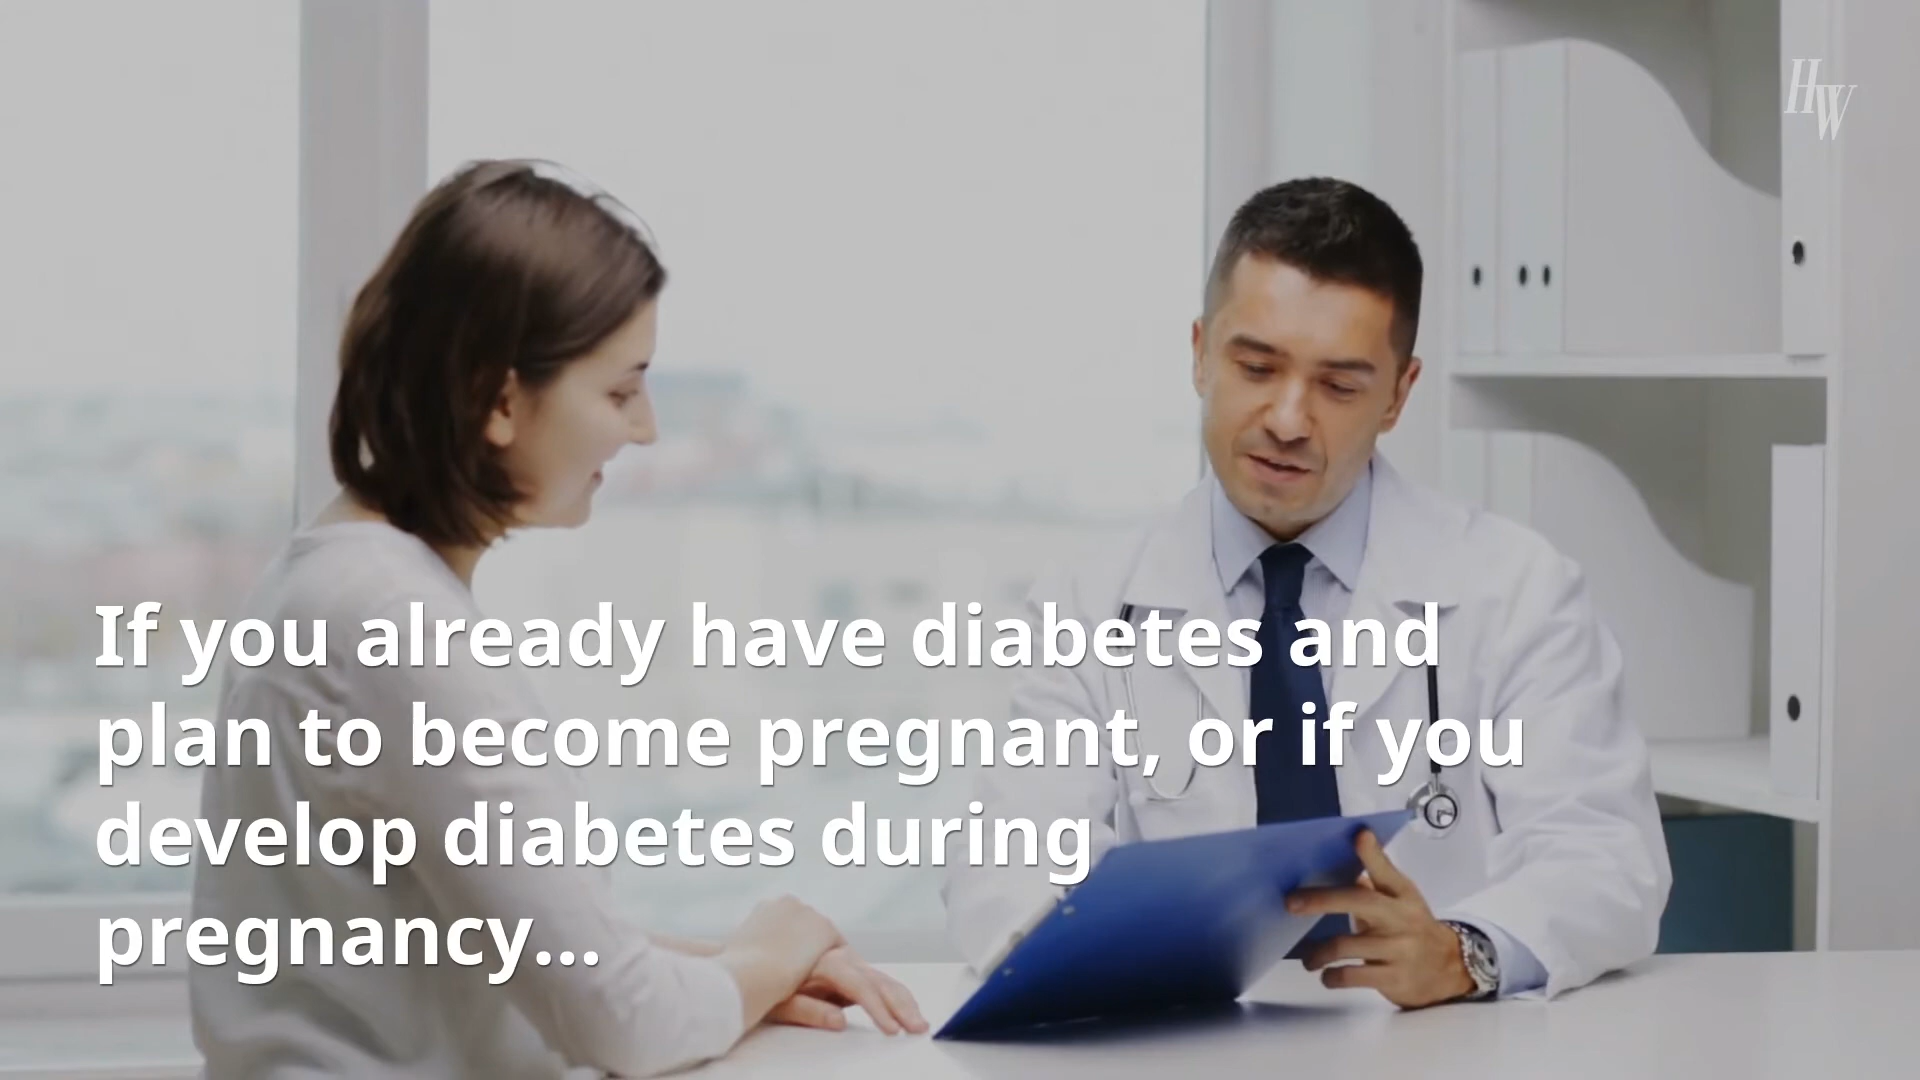 HW
If you already have diabetes and
plan to become pregnant, or if you
develop diabetes during
pregnancy...